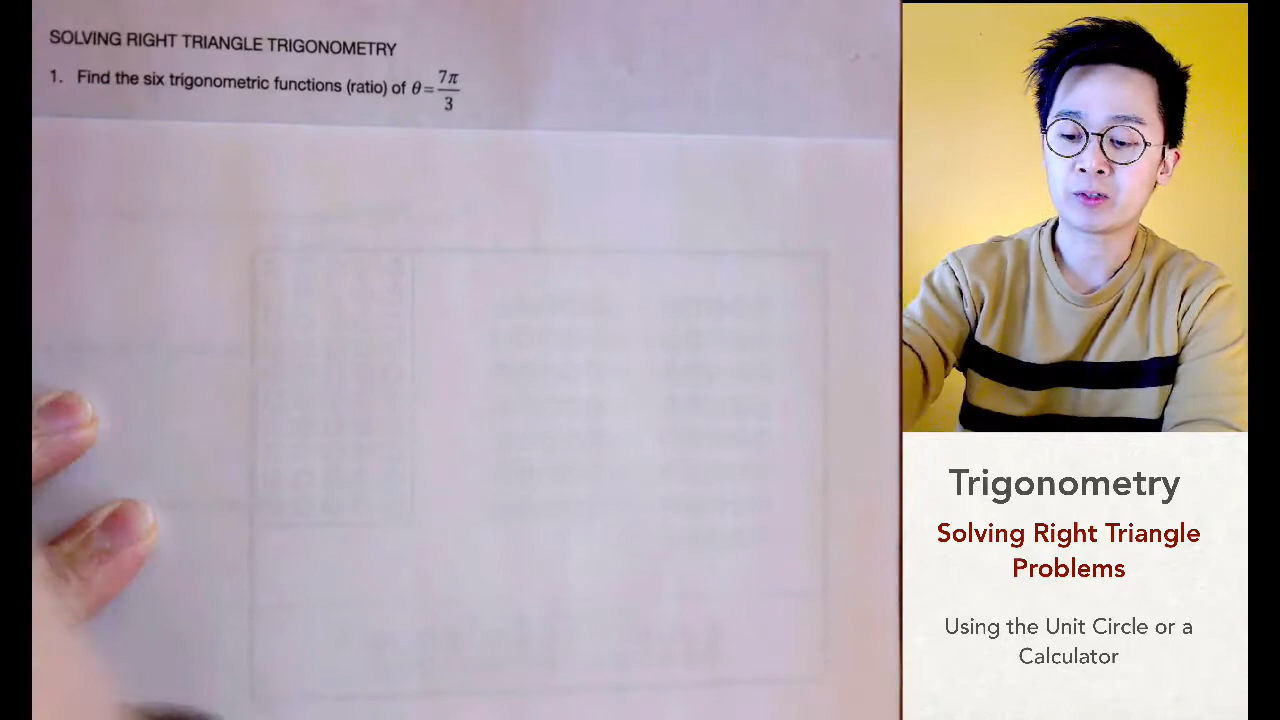 SOLVING RIGHT TRIANGLE TRIGONOMETRY
1. Find the six trigonometric functions (ratio) of θ = 7π/3
Trigonometry
Solving Right Triangle
Problems
Using the Unit Circle or a
Calculator